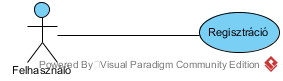 Regisztráció
Powered By Visual Paradigm Community Edition
Felhasználó